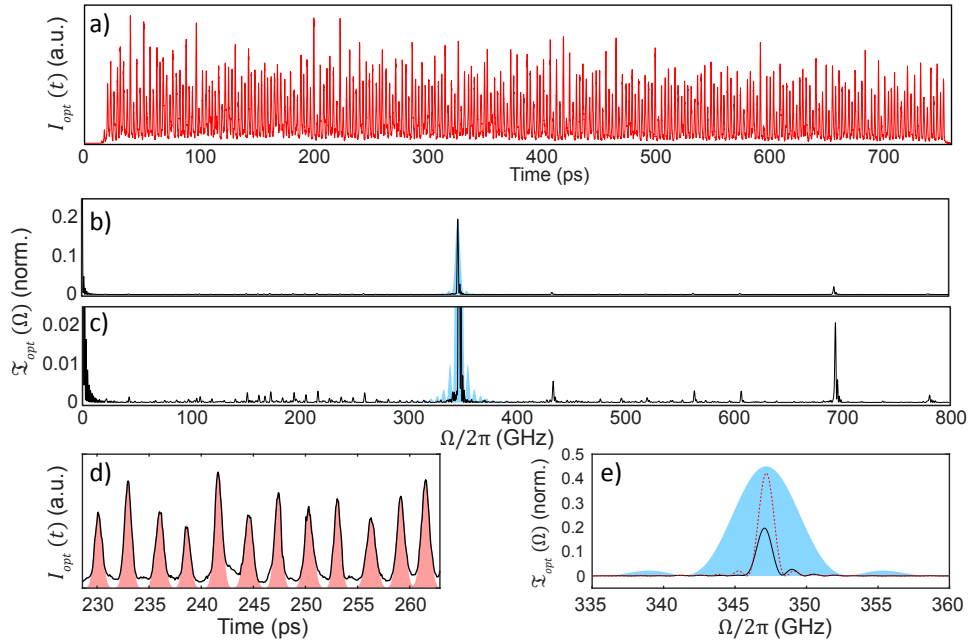 a)
I_opt (t) (a.u.)
0 100 200 300 400 500 600 700
Time (ps)
b)
0.2
0.1
0
c)
0.02
0.01
0
𝔗_opt (Ω) (norm.)
0 100 200 300 400 500 600 700 800
Ω/2π (GHz)
d)
I_opt (t) (a.u.)
230 235 240 245 250 255 260
Time (ps)
e)
𝔗_opt (Ω) (norm.)
0.5
0.4
0.3
0.2
0.1
0
335 340 345 350 355 360
Ω/2π (GHz)